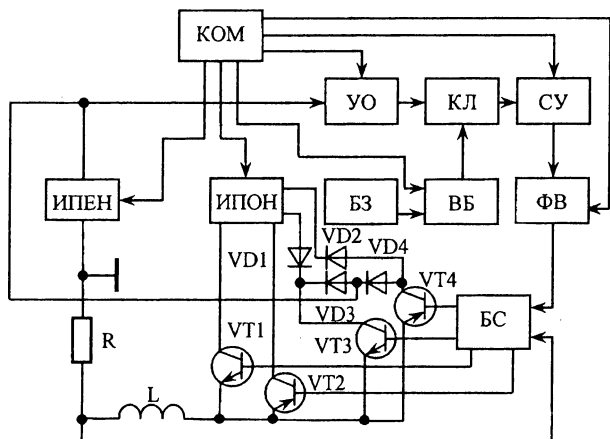 КОМ
УО
КЛ
СУ
ИПЕН
ИПОН
БЗ
ВБ
ФВ
VD1
VD2
VD4
VT4
БС
R
VT1
VD3
VT3
VT2
L